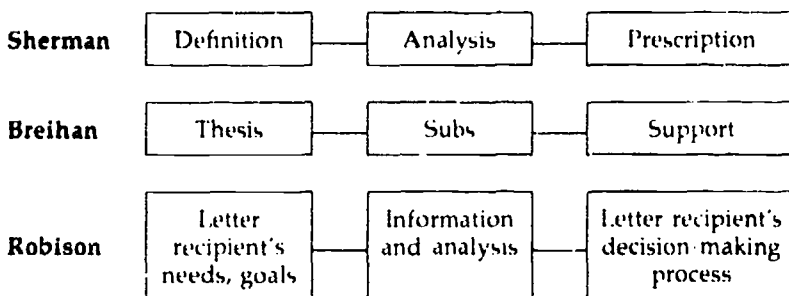 Sherman Definition Analysis Prescription
Breihan Thesis Subs Support
Letter Information Letter recipient's
Robison recipient's and analysis decision-making
needs, goals process